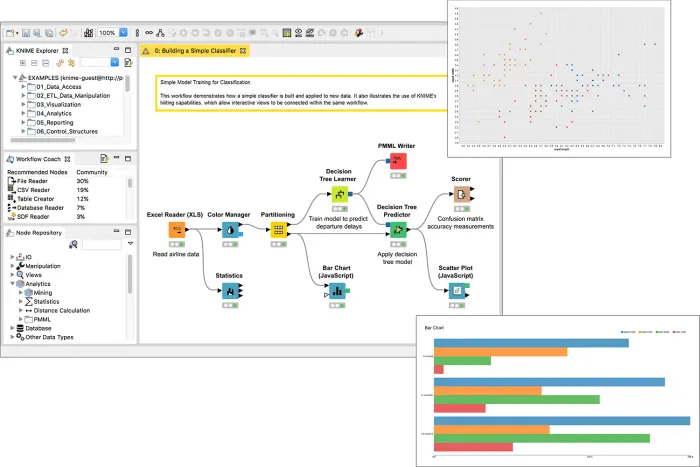 100%
KNIME Explorer
EXAMPLES (knime-guest@http://p
01_Data_Access
02_ETL_Data_Manipulation
03_Visualization
04_Analytics
05_Reporting
06_Control_Structures
Workflow Coach
Recommended Nodes Community
File Reader 30%
CSV Reader 19%
Table Creator 12%
Database Reader 7%
SDF Reader 3%
Node Repository
IO
Manipulation
Views
Analytics
Mining
Statistics
Distance Calculation
PMML
Database
Other Data Types
0: Building a Simple Classifier
Simple Model Training for Classification
This workflow demonstrates how a simple classifier is built and applied to new data. It also illustrates the use of KNIME's
hiliting capabilities, which allow interactive views to be connected within the same workflow.
PMML Writer
Decision
Tree Learner
Scorer
Excel Reader (XLS)
Color Manager
Partitioning
Train model to predict
departure delays
Decision Tree
Predictor
Confusion matrix
accuracy measurements
Read airline data
Apply decision
tree model
Statistics
Bar Chart
(JavaScript)
Scatter Plot
(JavaScript)
Bar Chart